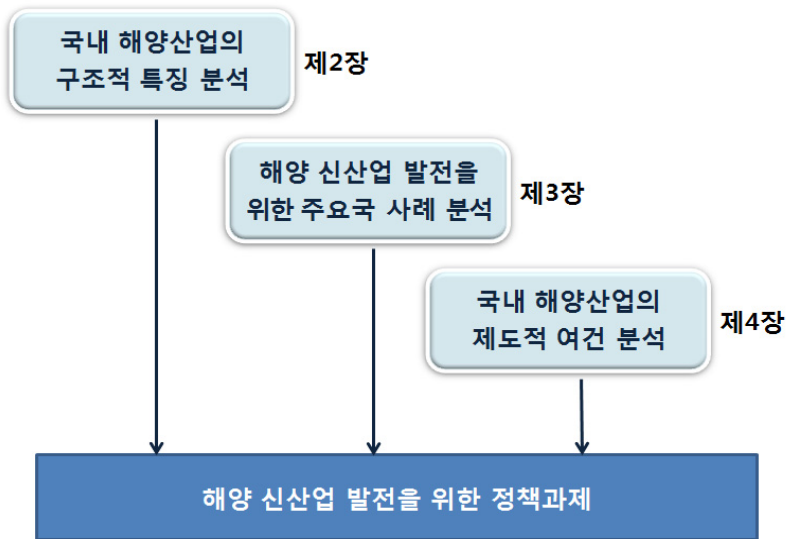 국내 해양산업의
구조적 특징 분석
제2장
해양 신산업 발전을
위한 주요국 사례 분석
제3장
국내 해양산업의
제도적 여건 분석
제4장
해양 신산업 발전을 위한 정책과제